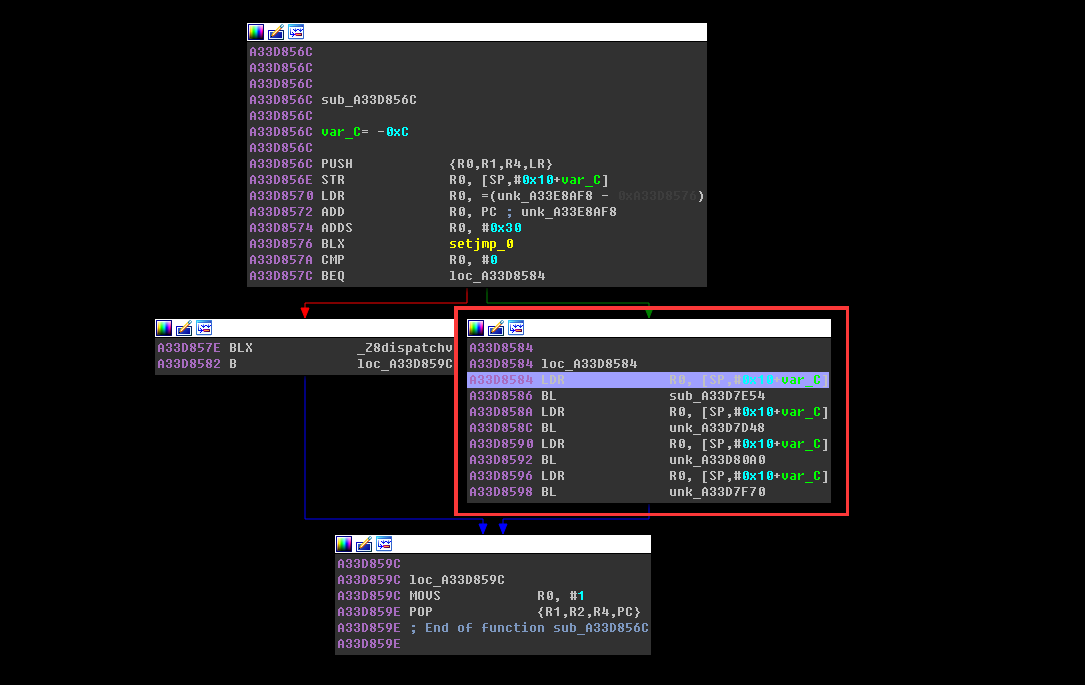 A33D856C
A33D856C
A33D856C
A33D856C sub_A33D856C
A33D856C
A33D856C var_C= -0xC
A33D856C
A33D856C PUSH {R0,R1,R4,LR}
A33D856E STR R0, [SP,#0x10+var_C]
A33D8570 LDR R0, =(unk_A33E8AF8 - 0xA33D8576)
A33D8572 ADD R0, PC ; unk_A33E8AF8
A33D8574 ADDS R0, #0x30
A33D8576 BLX setjmp_0
A33D857A CMP R0, #0
A33D857C BEQ loc_A33D8584
A33D857E BLX _Z8dispatchv
A33D8582 B loc_A33D859C
A33D8584
A33D8584 loc_A33D8584
A33D8584 LDR R0, [SP,#0x10+var_C]
A33D8586 BL sub_A33D7E54
A33D858A LDR R0, [SP,#0x10+var_C]
A33D858C BL unk_A33D7D48
A33D8590 LDR R0, [SP,#0x10+var_C]
A33D8592 BL unk_A33D80A0
A33D8596 LDR R0, [SP,#0x10+var_C]
A33D8598 BL unk_A33D7F70
A33D859C
A33D859C loc_A33D859C
A33D859C MOVS R0, #1
A33D859E POP {R1,R2,R4,PC}
A33D859E ; End of function sub_A33D856C
A33D859E